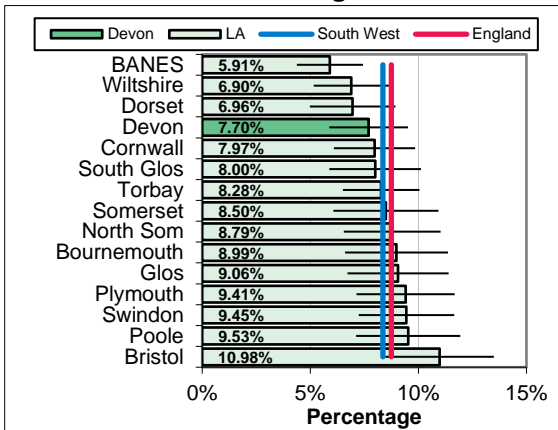 Devon LA South West England
BANES 5.91%
Wiltshire 6.90%
Dorset 6.96%
Devon 7.70%
Cornwall 7.97%
South Glos 8.00%
Torbay 8.28%
Somerset 8.50%
North Som 8.79%
Bournemouth 8.99%
Glos 9.06%
Plymouth 9.41%
Swindon 9.45%
Poole 9.53%
Bristol 10.98%
0% 5% 10% 15%
Percentage